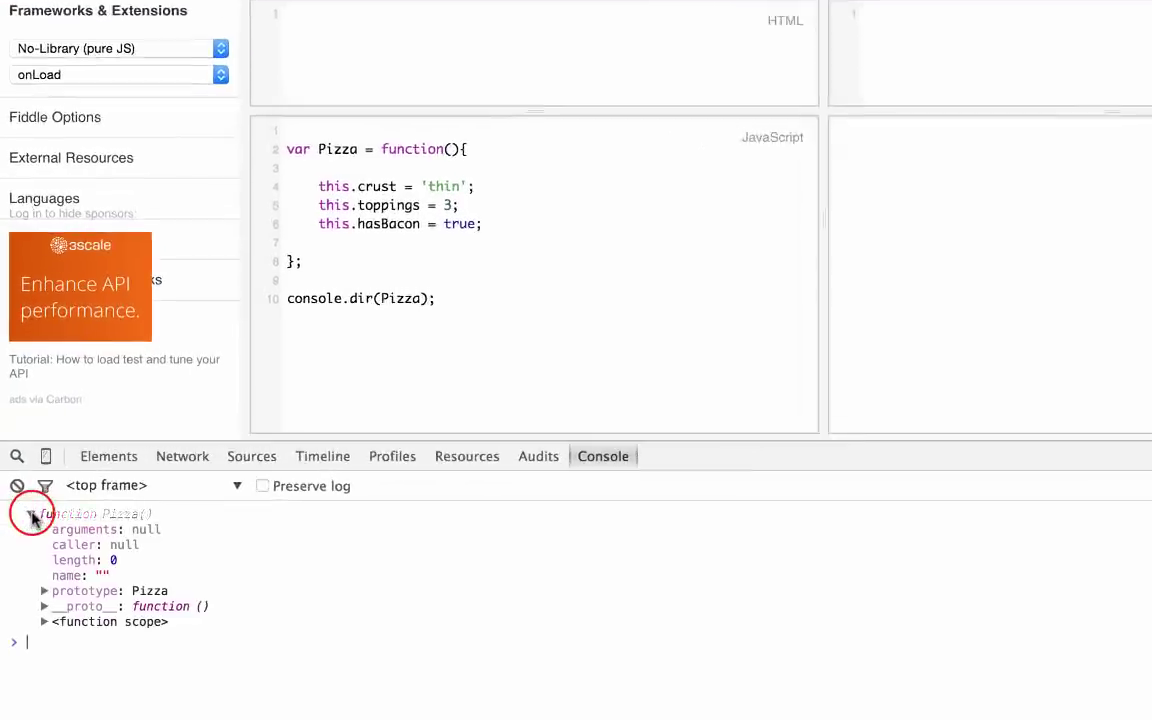 Frameworks & Extensions
No-Library (pure JS)
onLoad
Fiddle Options
External Resources
Languages
Log in to hide sponsors
3scale
Enhance API
performance.
ks
Tutorial: How to load test and tune your
API
ads via Carbon
1
HTML
1
JavaScript
1
2 var Pizza = function(){
3
4 this.crust = 'thin';
5 this.toppings = 3;
6 this.hasBacon = true;
7
8 };
9
10 console.dir(Pizza);
Elements Network Sources Timeline Profiles Resources Audits Console
<top frame> ▼ Preserve log
▼function Pizza()
arguments: null
caller: null
length: 0
name: ""
▶prototype: Pizza
▶__proto__: function ()
▶<function scope>
>